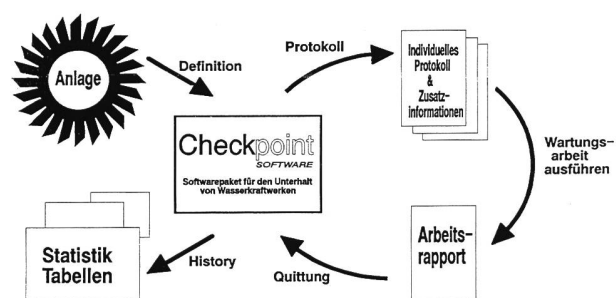 Anlage
Definition
Protokoll
Individuelles
Protokoll
&
Zusatz-
informationen
Checkpoint
SOFTWARE
Softwarepaket für den Unterhalt
von Wasserkraftwerken
Wartungs-
arbeit
ausführen
Statistik
Tabellen
History
Quittung
Arbeits-
rapport